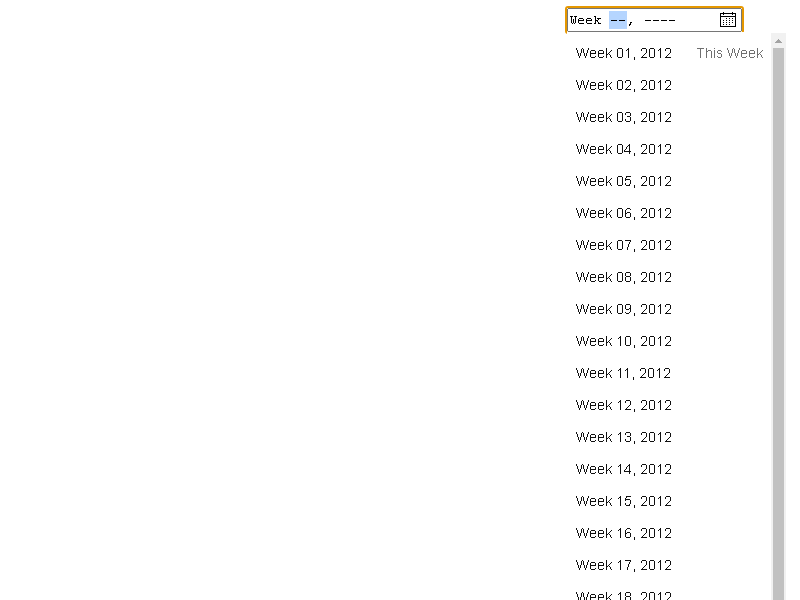 Week --, ----
Week 01, 2012 This Week
Week 02, 2012
Week 03, 2012
Week 04, 2012
Week 05, 2012
Week 06, 2012
Week 07, 2012
Week 08, 2012
Week 09, 2012
Week 10, 2012
Week 11, 2012
Week 12, 2012
Week 13, 2012
Week 14, 2012
Week 15, 2012
Week 16, 2012
Week 17, 2012
Week 18, 2012